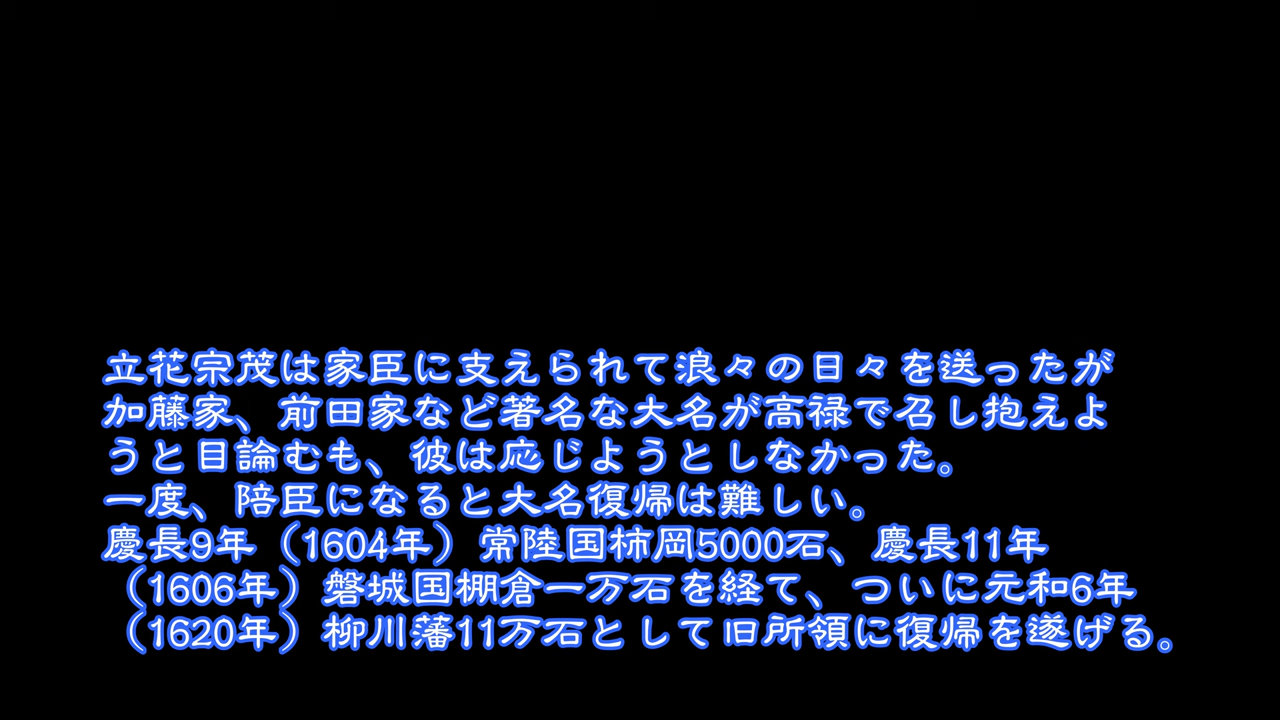 立花宗茂は家臣に支えられて浪々の日々を送ったが
加藤家、前田家など著名な大名が高禄で召し抱えよ
うと目論むも、彼は応じようとしなかった。
一度、陪臣になると大名復帰は難しい。
慶長9年（1604年）常陸国柿岡5000石、慶長11年
（1606年）磐城国棚倉一万石を経て、ついに元和6年
（1620年）柳川藩11万石として旧所領に復帰を遂げる。